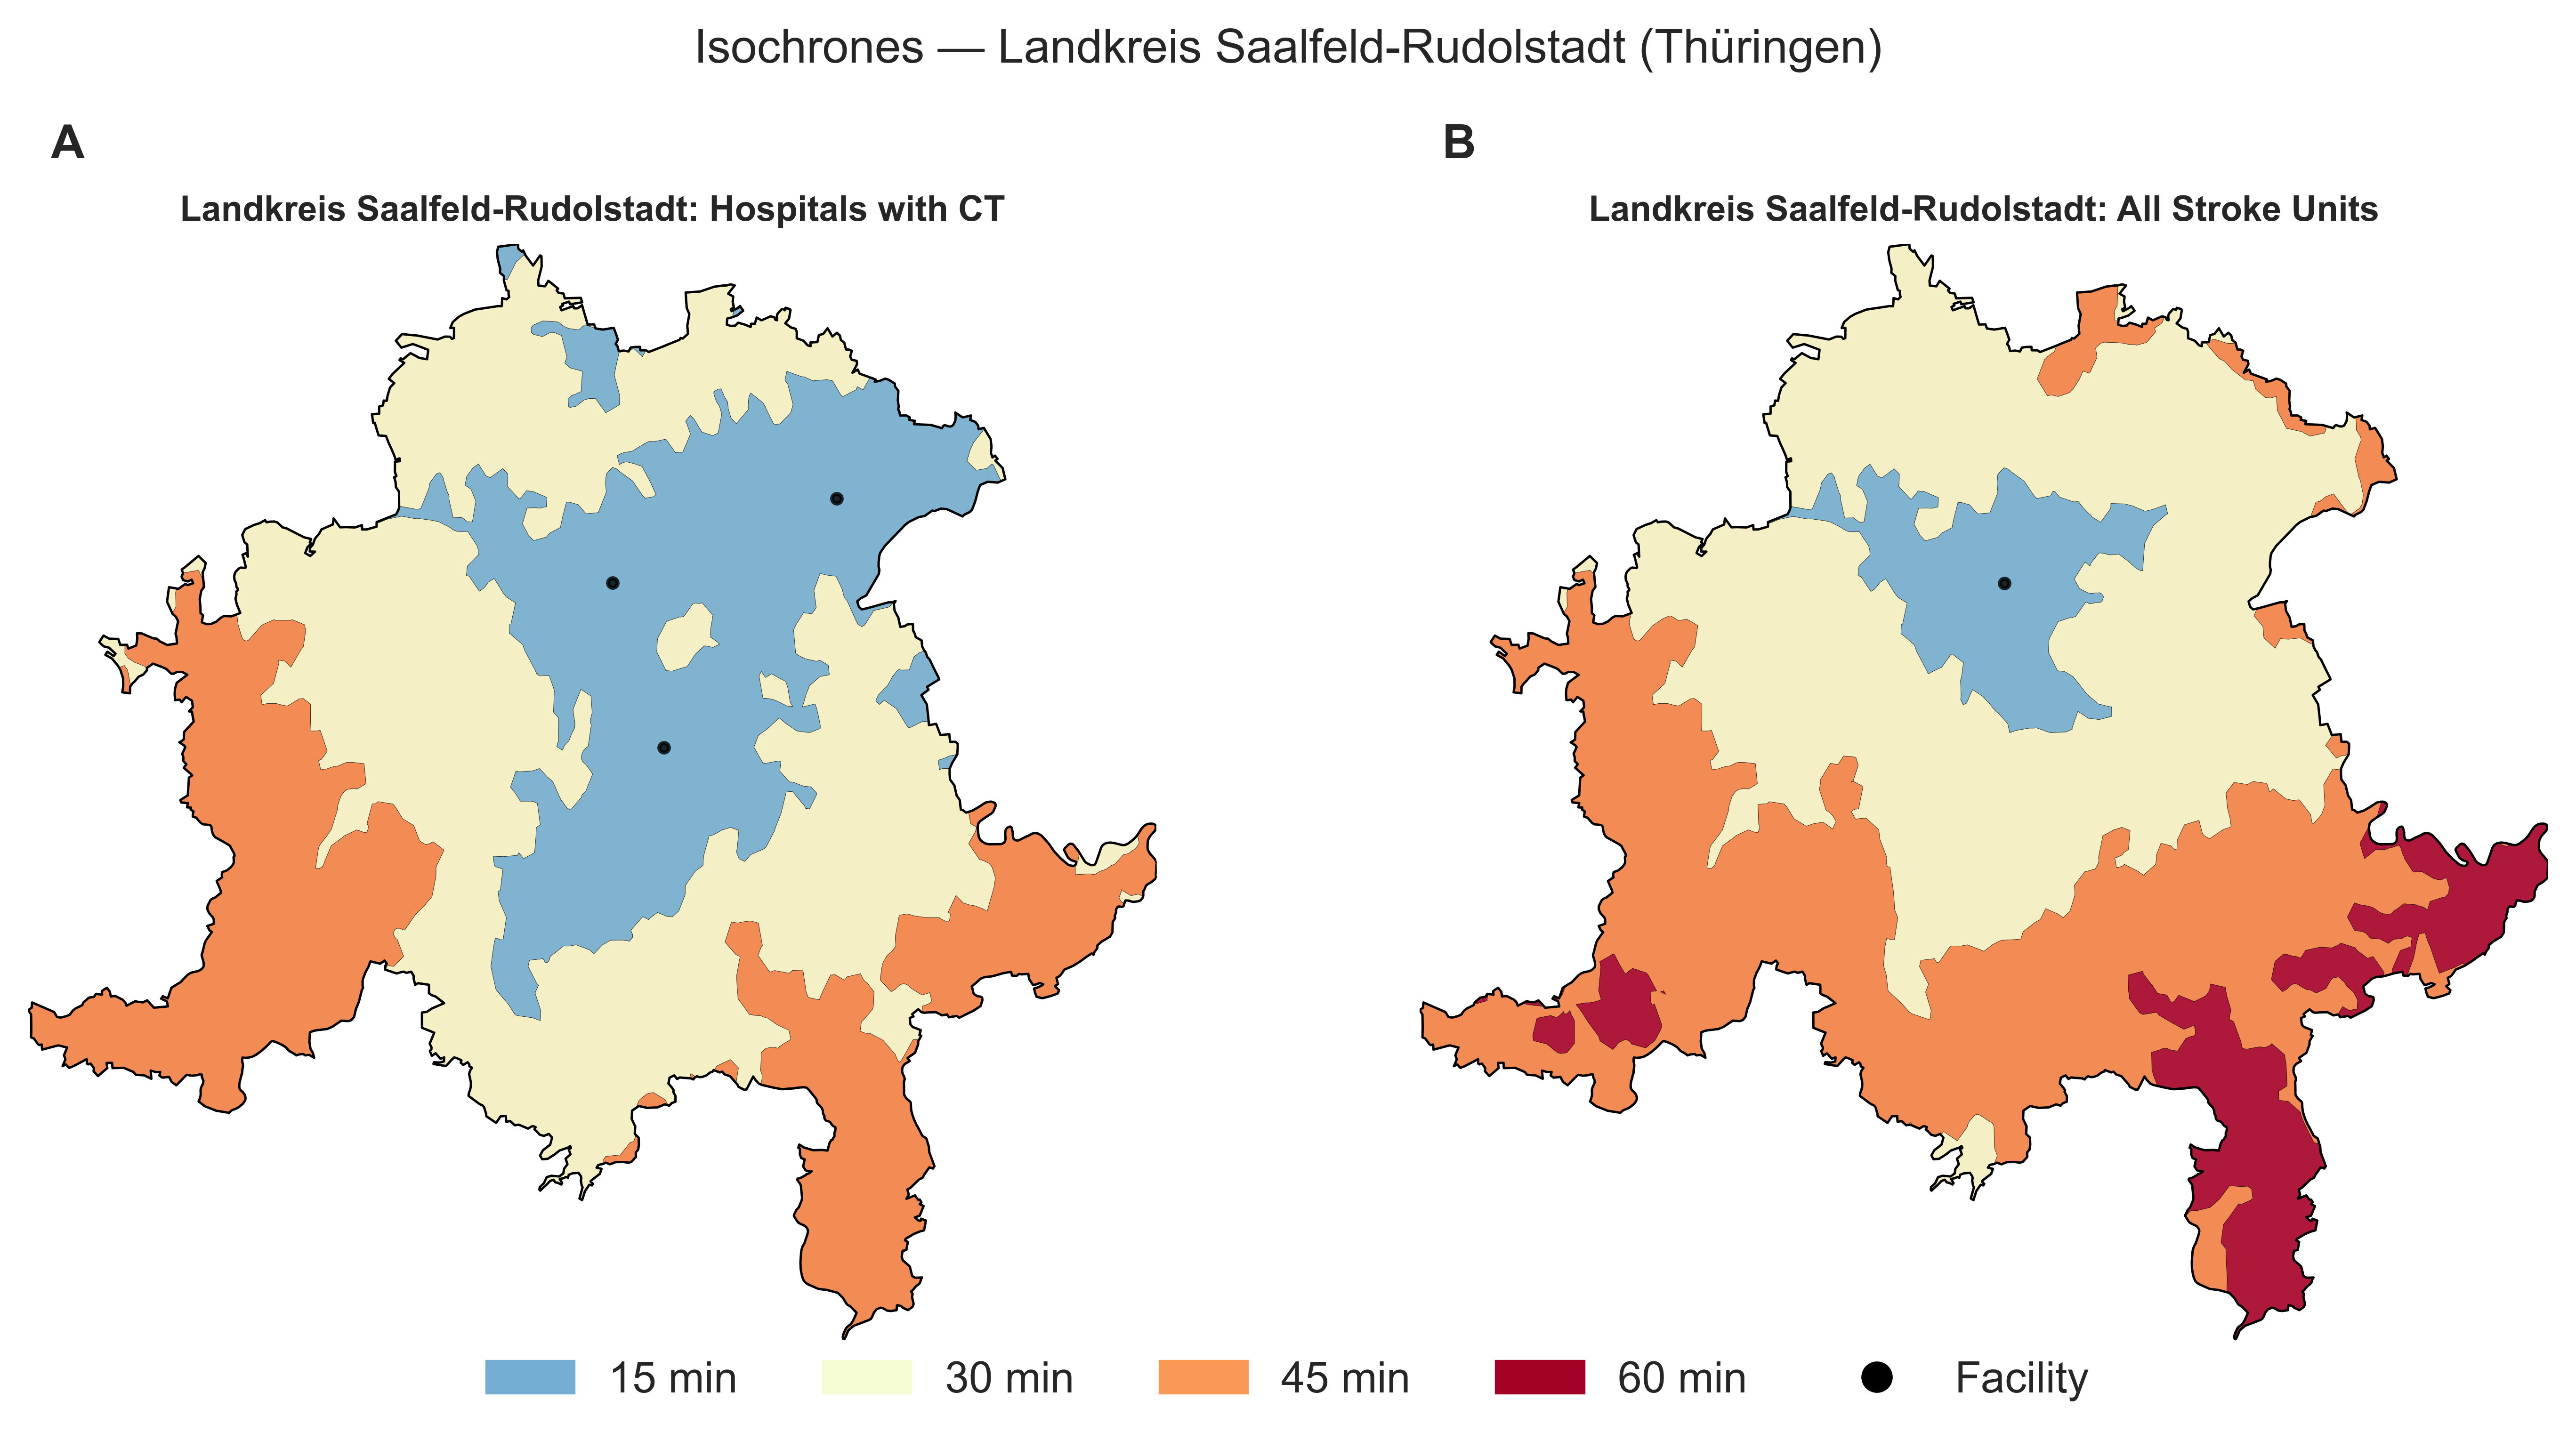 Isochrones — Landkreis Saalfeld-Rudolstadt (Thüringen)
A
B
Landkreis Saalfeld-Rudolstadt: Hospitals with CT
Landkreis Saalfeld-Rudolstadt: All Stroke Units
15 min
30 min
45 min
60 min
Facility